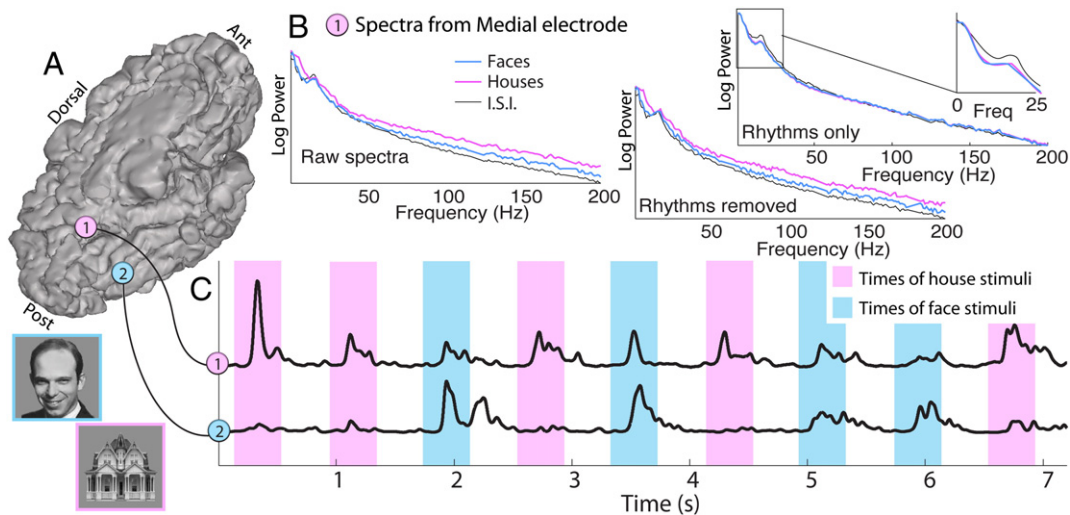 A
Ant
Dorsal
Post
1
2
B
1 Spectra from Medial electrode
Log Power
Faces
Houses
I.S.I.
Raw spectra
50 100 150 200
Frequency (Hz)
Log Power
Rhythms removed
50 100 150 200
Frequency (Hz)
Log Power
Rhythms only
50 100 150 200
Frequency (Hz)
0 25
Freq
C
Times of house stimuli
Times of face stimuli
1
2
1 2 3 4 5 6 7
Time (s)